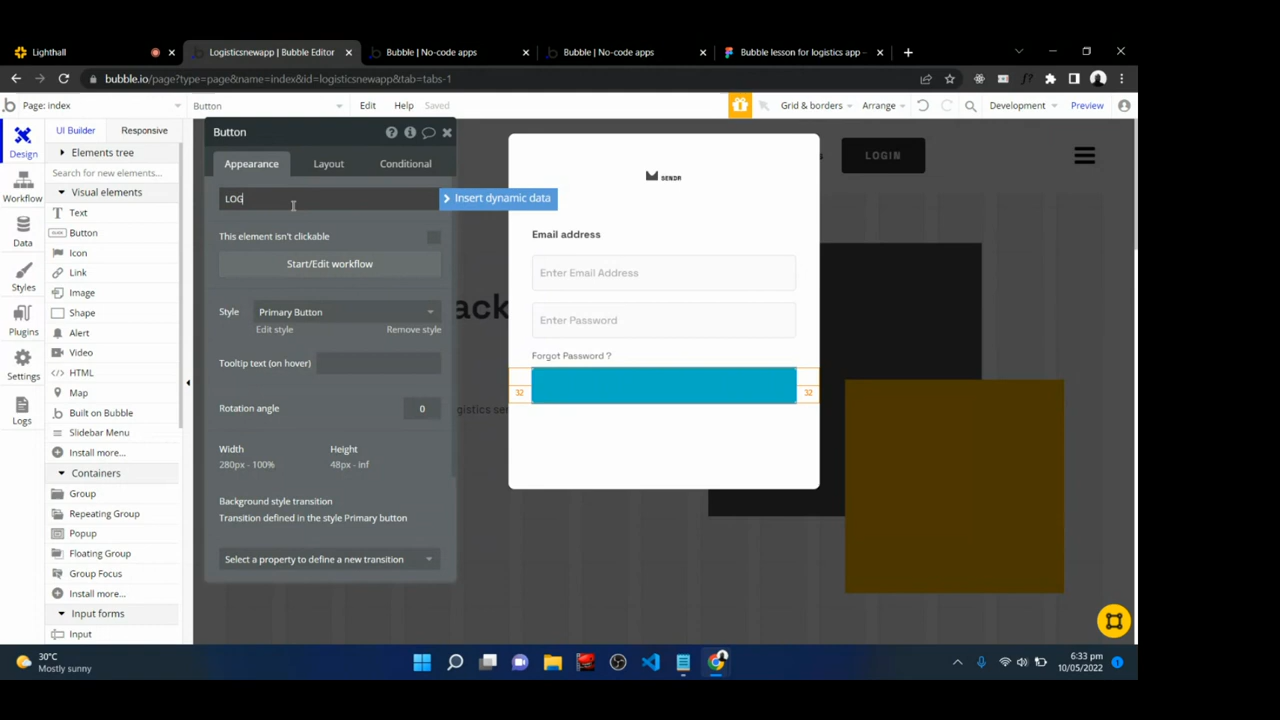 Lighthall
Logisticsnewapp | Bubble Editor
Bubble | No-code apps
Bubble | No-code apps
Bubble lesson for logistics app –
bubble.io/page?type=page&name=index&id=logisticsnewapp&tab=tabs-1
Page: index
Button
Edit
Help
Saved
Grid & borders
Arrange
Development
Preview
Design
Workflow
Data
Styles
Plugins
Settings
Logs
UI Builder
Responsive
Elements tree
Search for new elements...
Visual elements
Text
Button
Icon
Link
Image
Shape
Alert
Video
</> HTML
Map
Built on Bubble
Slidebar Menu
Install more...
Containers
Group
Repeating Group
Popup
Floating Group
Group Focus
Install more...
Input forms
Input
Button
Appearance
Layout
Conditional
LOG
Insert dynamic data
This element isn't clickable
Start/Edit workflow
Style
Primary Button
Edit style
Remove style
Tooltip text (on hover)
Rotation angle
0
Width
Height
280px - 100%
48px - inf
Background style transition
Transition defined in the style Primary button
Select a property to define a new transition
SENDR
Email address
Enter Email Address
Enter Password
Forgot Password ?
32
32
LOGIN
30°C
Mostly sunny
6:33 pm
10/05/2022
1